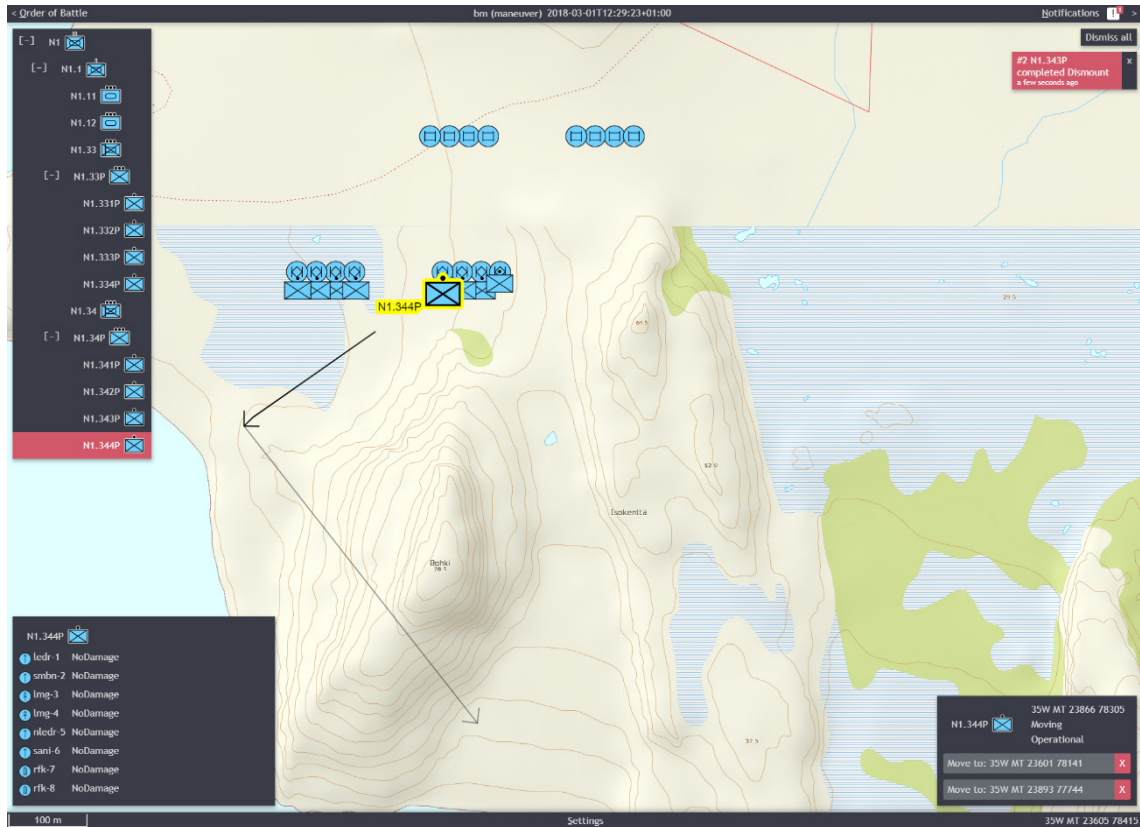 < Order of Battle
bm (maneuver) 2018-03-01T12:29:23+01:00
Notifications ! >
Dismiss all
#2 N1.343P x
completed Dismount
a few seconds ago
[-] N1
[-] N1.1
N1.11
N1.12
N1.33
[-] N1.33P
N1.331P
N1.332P
N1.333P
N1.334P
N1.34
[-] N1.34P
N1.341P
N1.342P
N1.343P
N1.344P
N1.344P
29.5
61.5
62.0
Isokenttä
Bohki
78.5
57.5
N1.344P
ledr-1 NoDamage
smbn-2 NoDamage
lmg-3 NoDamage
lmg-4 NoDamage
nledr-5 NoDamage
sani-6 NoDamage
rfk-7 NoDamage
rfk-8 NoDamage
35W MT 23866 78305
N1.344P Moving
Operational
Move to: 35W MT 23601 78141 X
Move to: 35W MT 23893 77744 X
100 m
Settings
35W MT 23605 78415